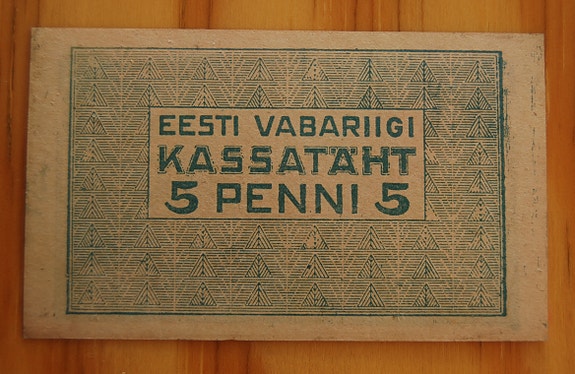 EESTI VABARIIGI
KASSATÄHT
5 PENNI 5